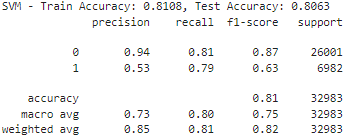 SVM - Train Accuracy: 0.8108, Test Accuracy: 0.8063
precision recall f1-score support
0 0.94 0.81 0.87 26001
1 0.53 0.79 0.63 6982
accuracy 0.81 32983
macro avg 0.73 0.80 0.75 32983
weighted avg 0.85 0.81 0.82 32983